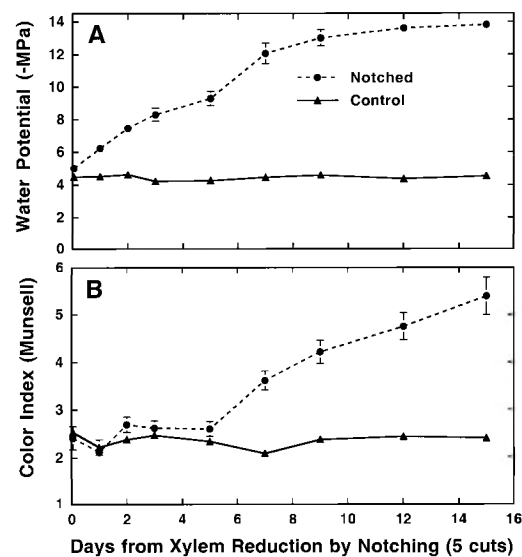 A
Water Potential (-MPa)
14
12
10
8
6
4
2
0
Notched
Control
B
Color Index (Munsell)
6
5
4
3
2
1
0 2 4 6 8 10 12 14 16
Days from Xylem Reduction by Notching (5 cuts)